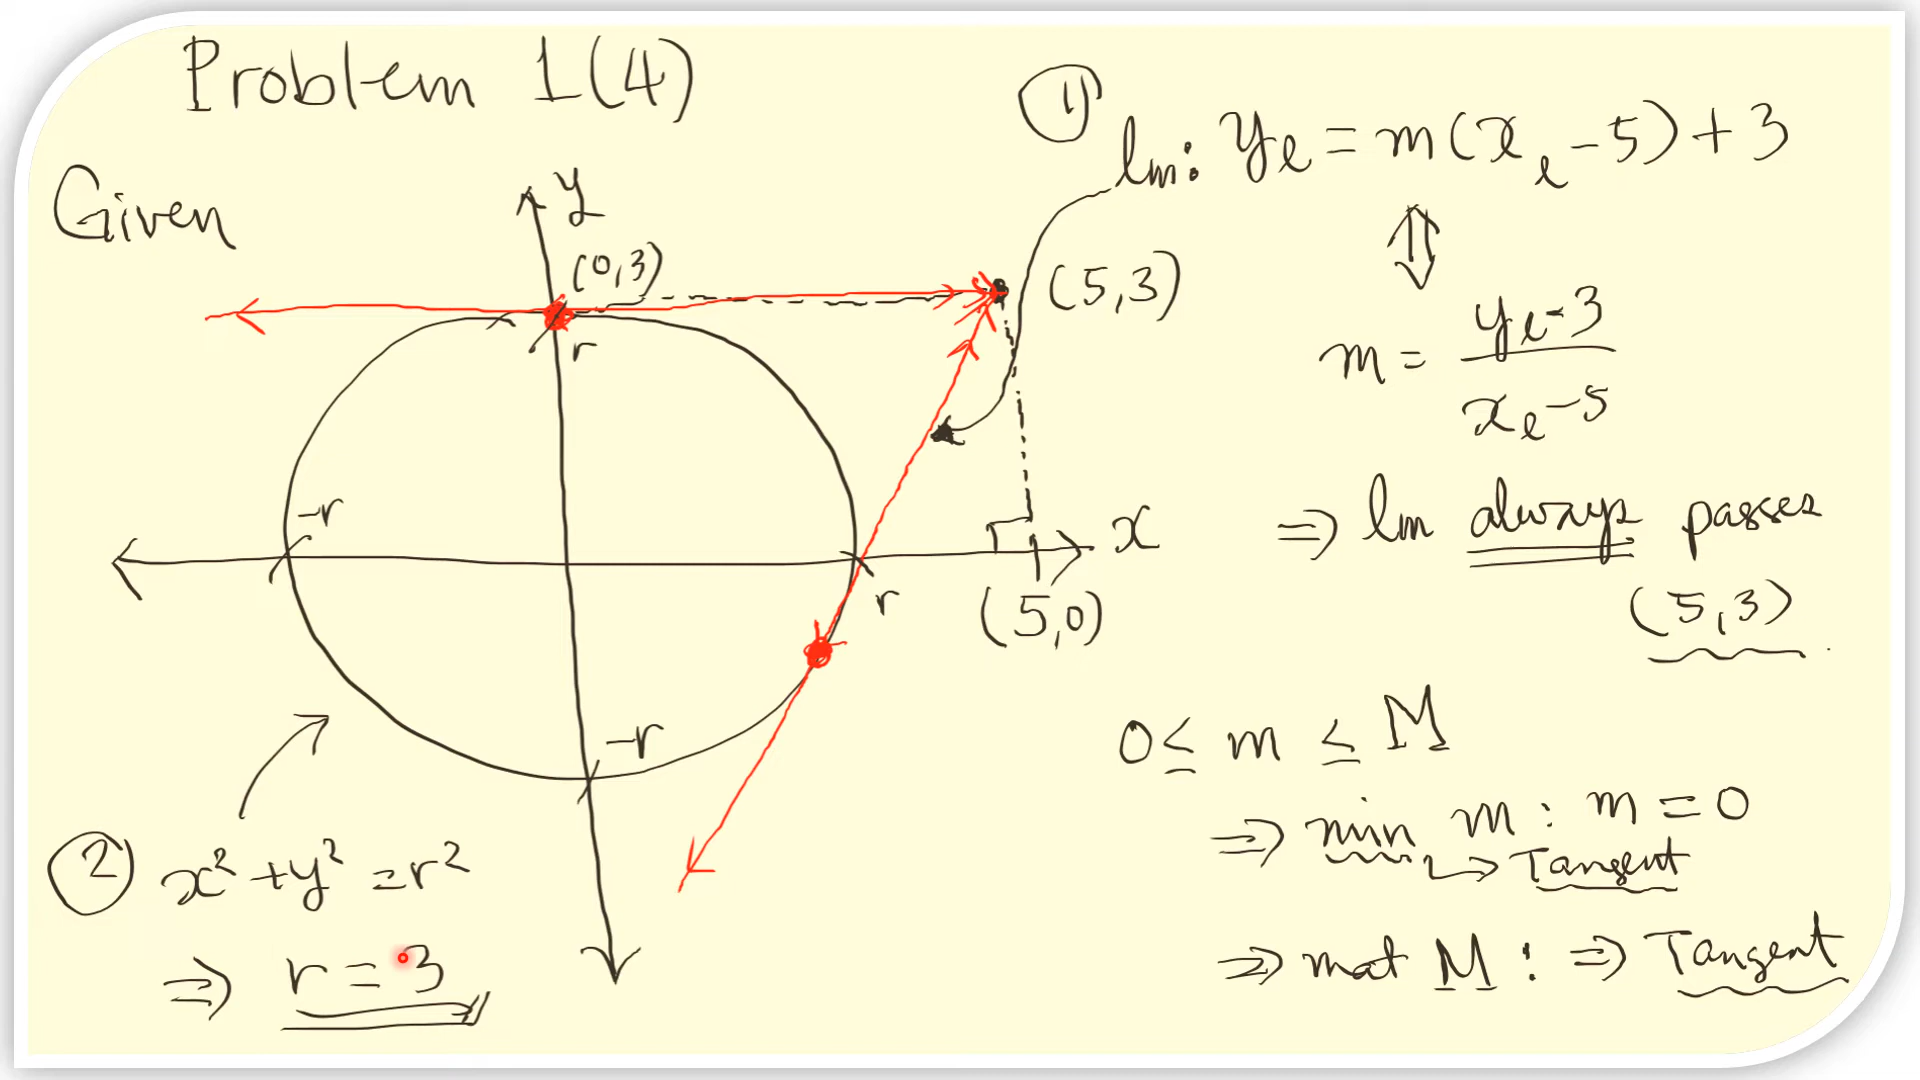 Problem 1(4)
Given
y
(0,3)
r
-r
-r
r
x
(5,0)
(5,3)
② x² + y² = r²
⇒ r = 3
① lm: yₗ = m(xₗ - 5) + 3
⇕
m = (yₗ - 3)/(xₗ - 5)
⇒ lm always passes
(5,3)
0 ≤ m ≤ M
⇒ min m : m = 0
↳ Tangent
⇒ mat M : ⇒ Tangent